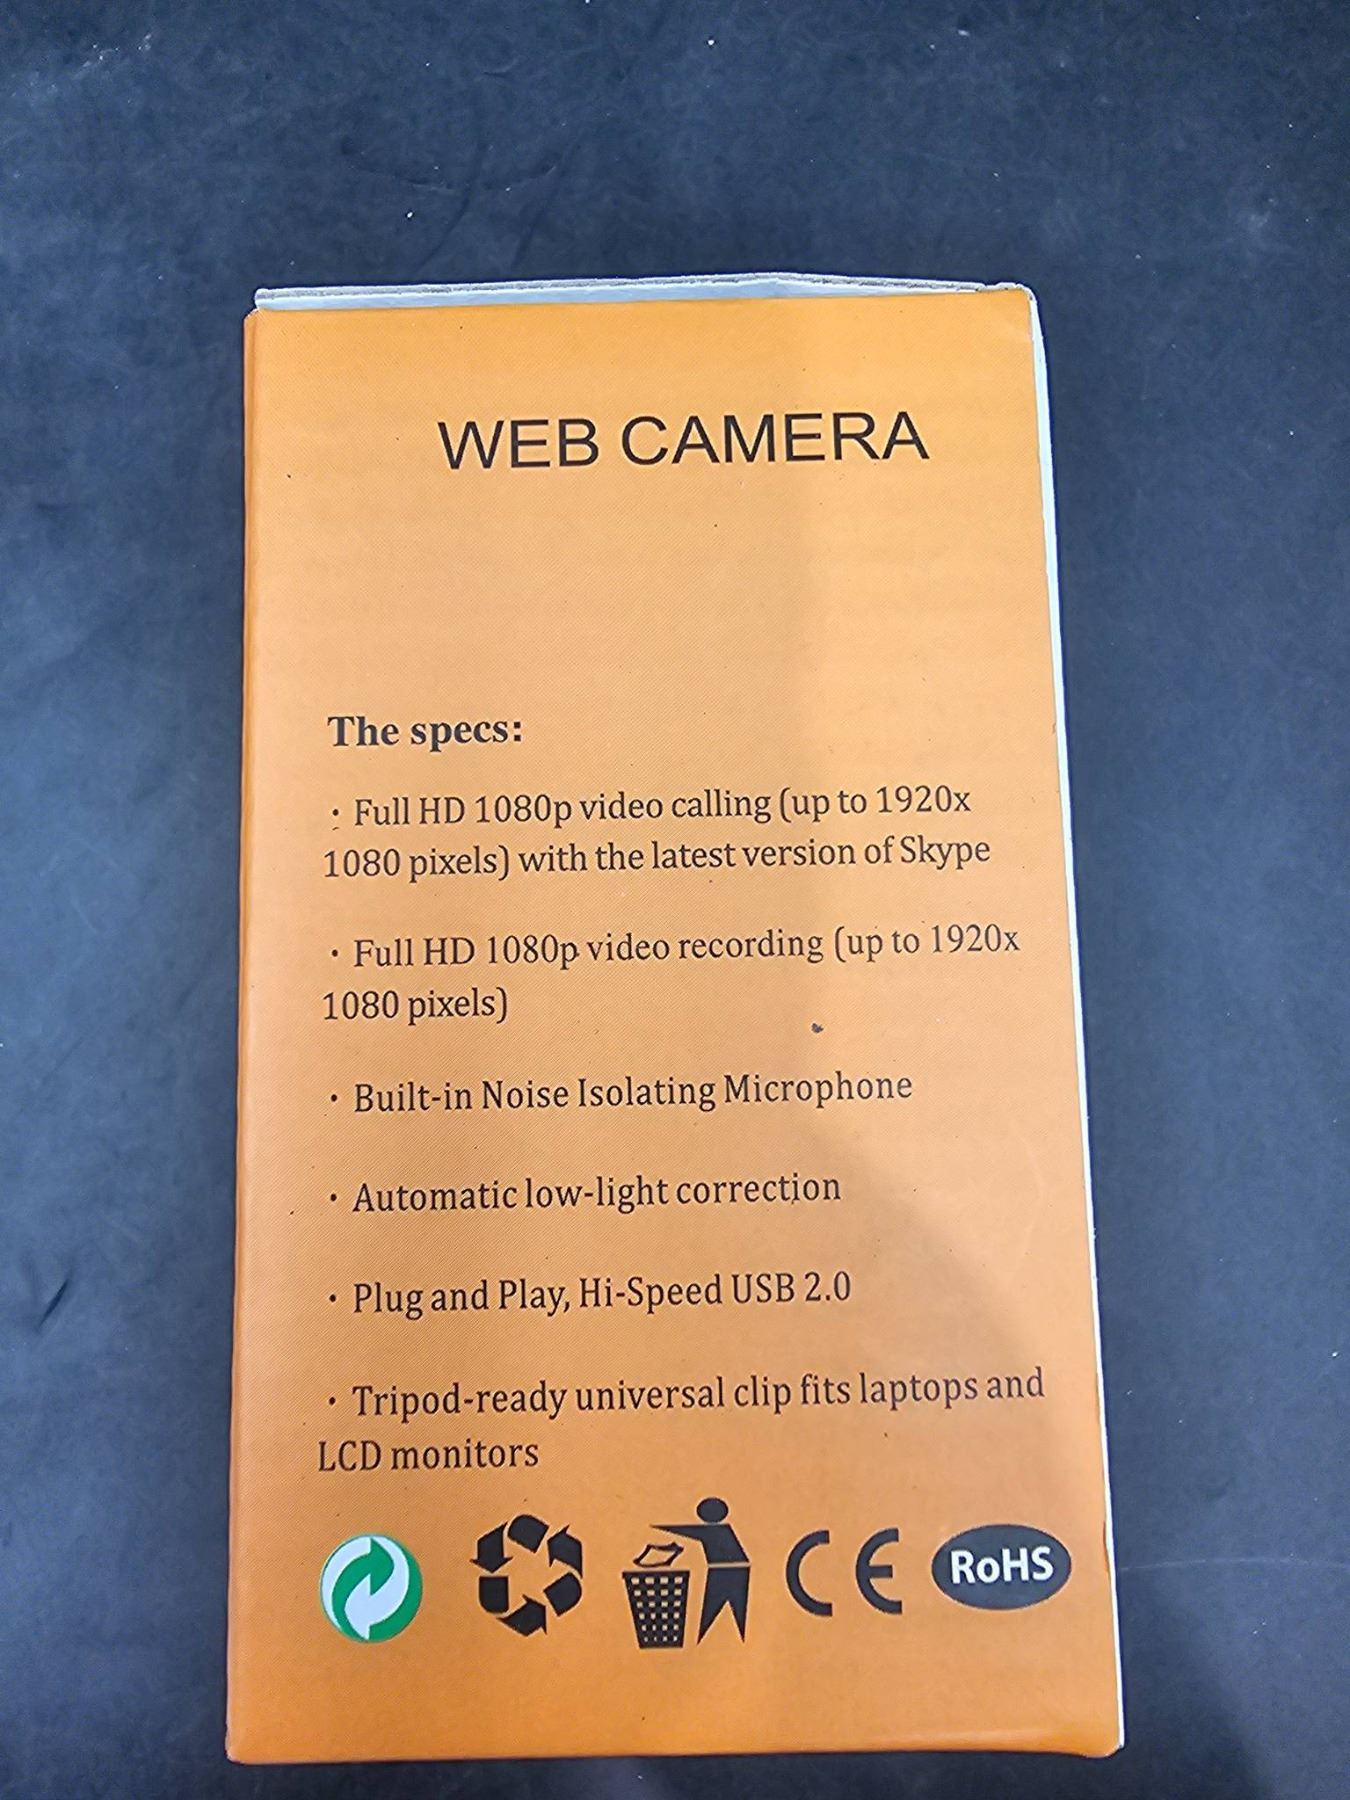 WEB CAMERA
The specs:
· Full HD 1080p video calling (up to 1920x
1080 pixels) with the latest version of Skype
· Full HD 1080p video recording (up to 1920x
1080 pixels)
· Built-in Noise Isolating Microphone
· Automatic low-light correction
· Plug and Play, Hi-Speed USB 2.0
· Tripod-ready universal clip fits laptops and
LCD monitors
CE RoHS